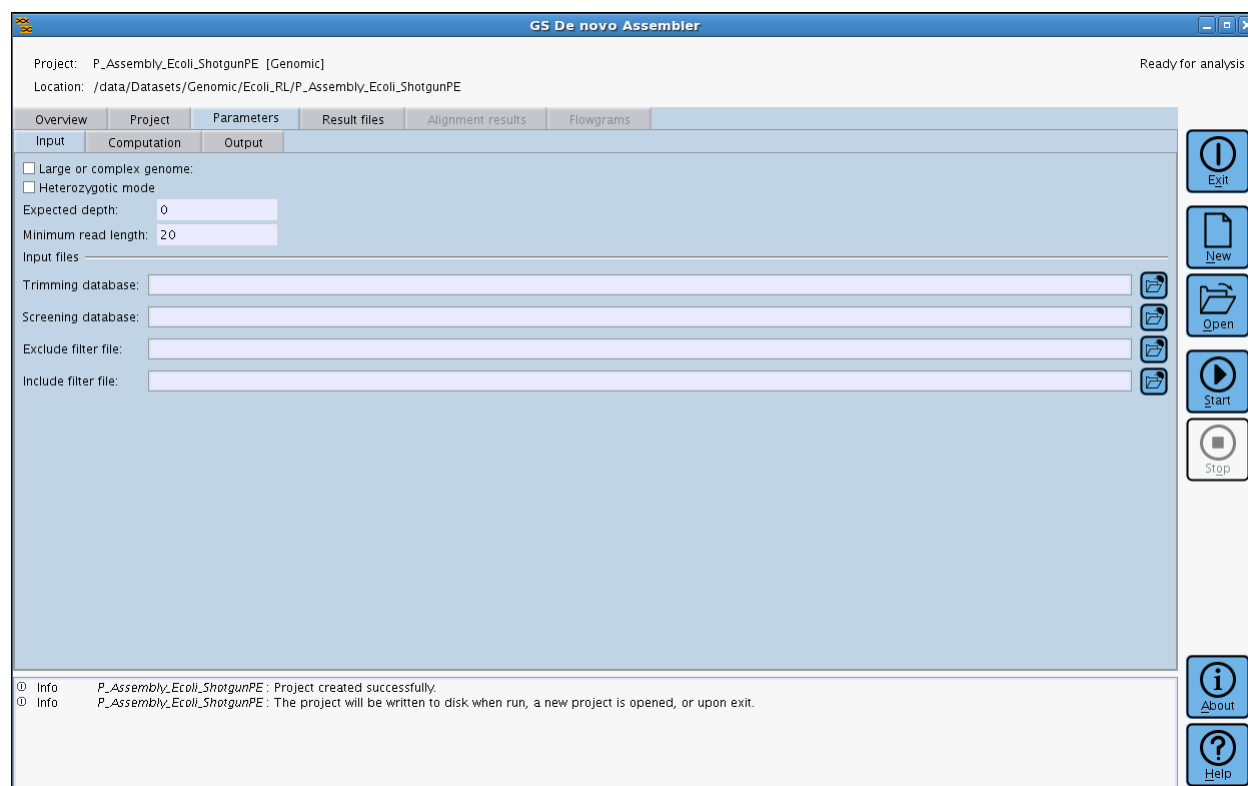 GS De novo Assembler
Project: P_Assembly_Ecoli_ShotgunPE [Genomic]
Ready for analysis
Location: /data/Datasets/Genomic/Ecoli_RL/P_Assembly_Ecoli_ShotgunPE
Overview Project Parameters Result files Alignment results Flowgrams
Input Computation Output
Large or complex genome:
Heterozygotic mode
Expected depth: 0
Minimum read length: 20
Input files
Trimming database:
Screening database:
Exclude filter file:
Include filter file:
Exit
New
Open
Start
Stop
Info P_Assembly_Ecoli_ShotgunPE : Project created successfully.
Info P_Assembly_Ecoli_ShotgunPE : The project will be written to disk when run, a new project is opened, or upon exit.
About
Help